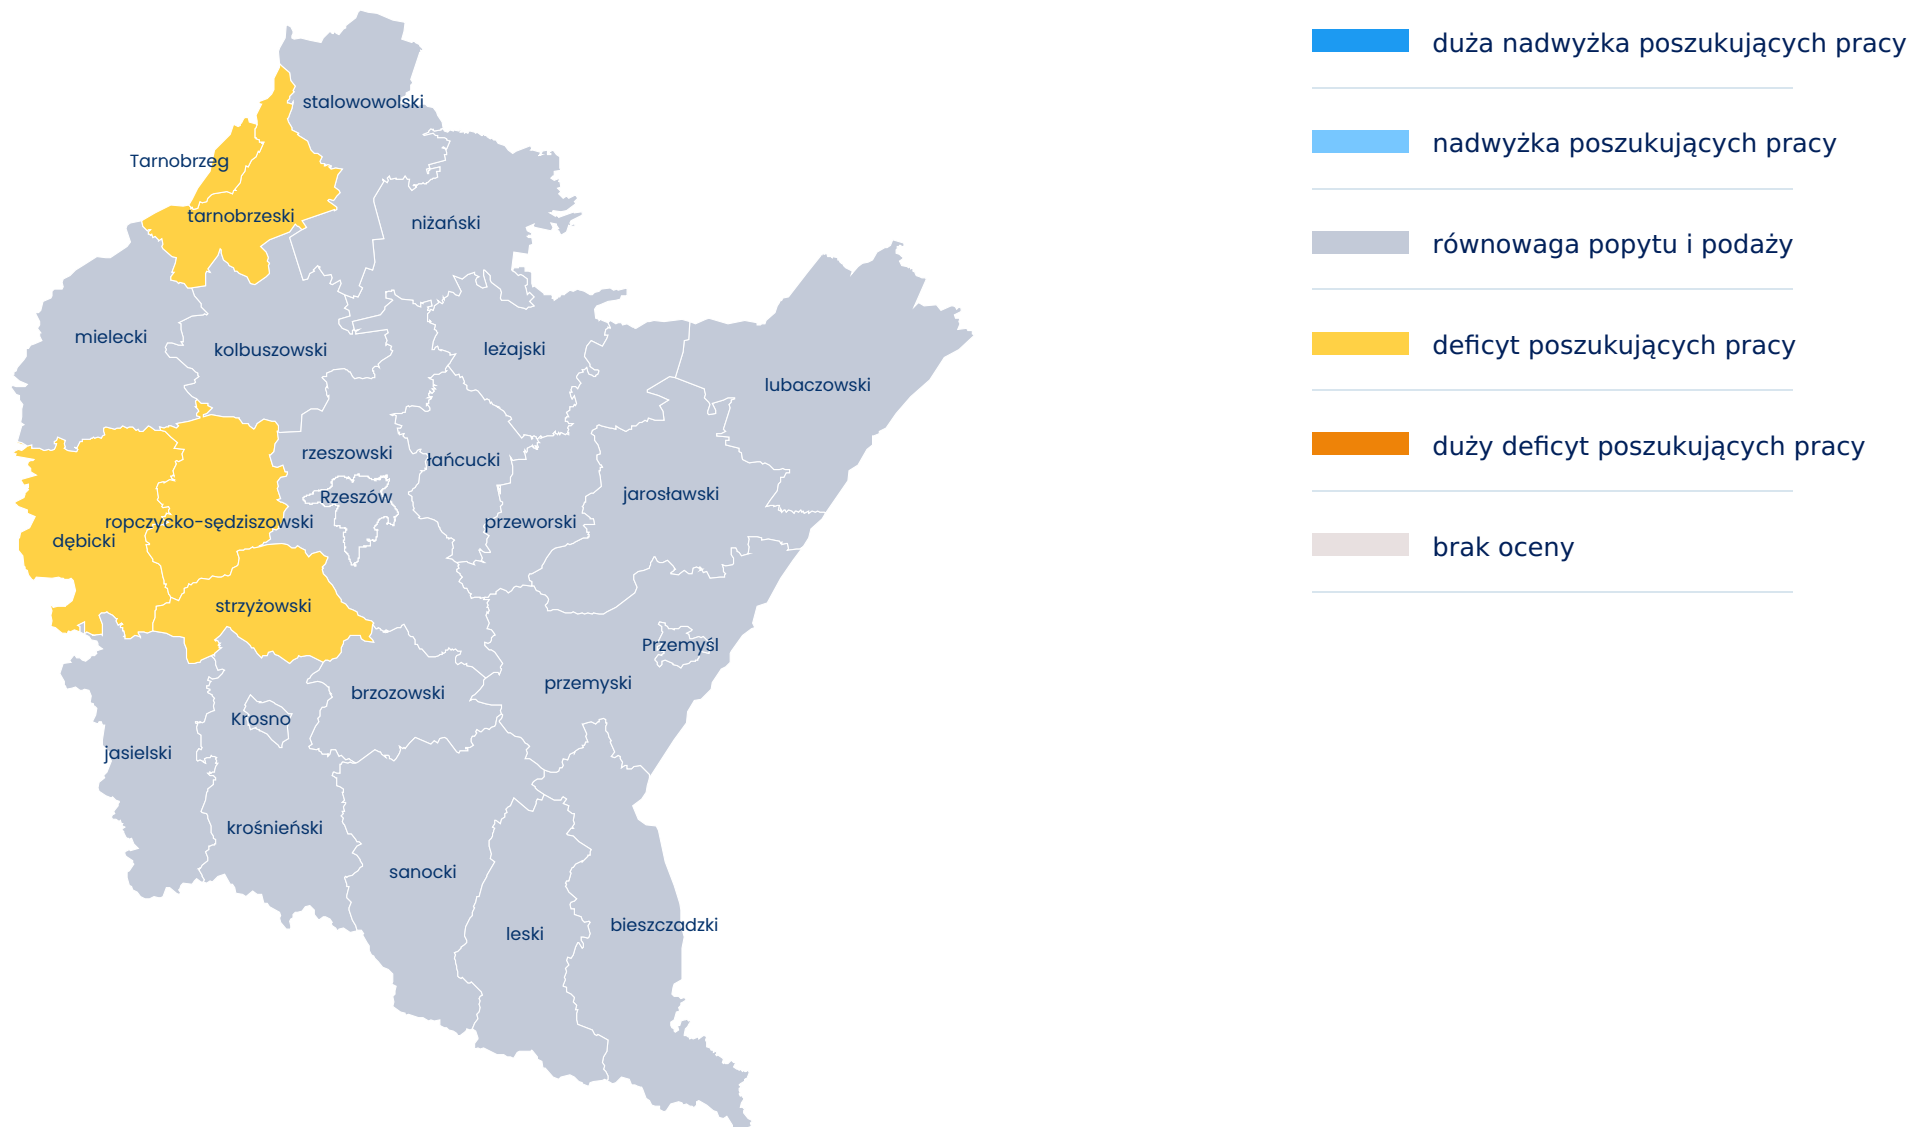 stalowowolski
Tarnobrzeg
tarnobrzeski
niżański
mielecki
kolbuszowski
leżajski
lubaczowski
rzeszowski
łańcucki
Rzeszów
jarosławski
ropczycko-sędziszowski
przeworski
dębicki
strzyżowski
Przemyśl
przemyski
brzozowski
Krosno
jasielski
krośnieński
sanocki
leski
bieszczadzki
duża nadwyżka poszukujących pracy
nadwyżka poszukujących pracy
równowaga popytu i podaży
deficyt poszukujących pracy
duży deficyt poszukujących pracy
brak oceny